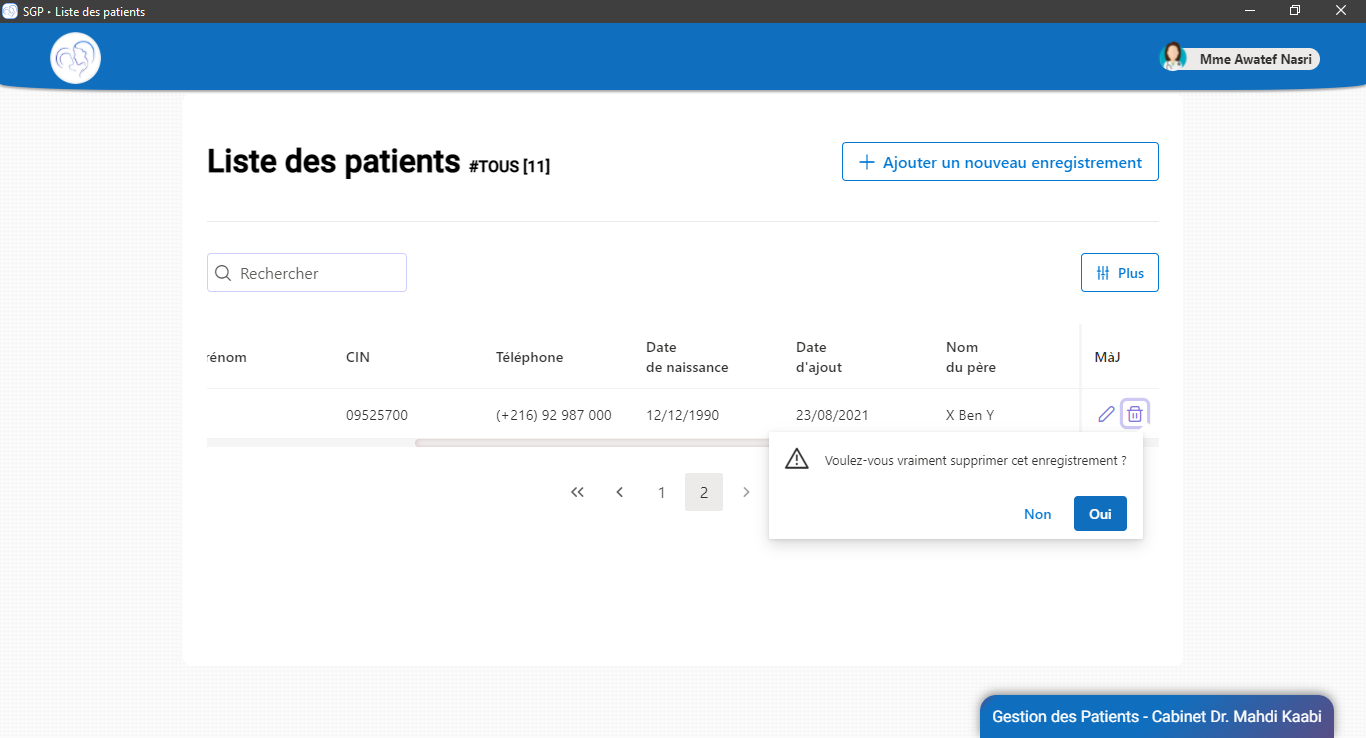 SGP • Liste des patients
Mme Awatef Nasri
Liste des patients #TOUS [11]
Ajouter un nouveau enregistrement
Rechercher
Plus
rénom
CIN
Téléphone
Date
de naissance
Date
d'ajout
Nom
du père
MàJ
09525700
(+216) 92 987 000
12/12/1990
23/08/2021
X Ben Y
Voulez-vous vraiment supprimer cet enregistrement ?
Non
Oui
1
2
Gestion des Patients - Cabinet Dr. Mahdi Kaabi